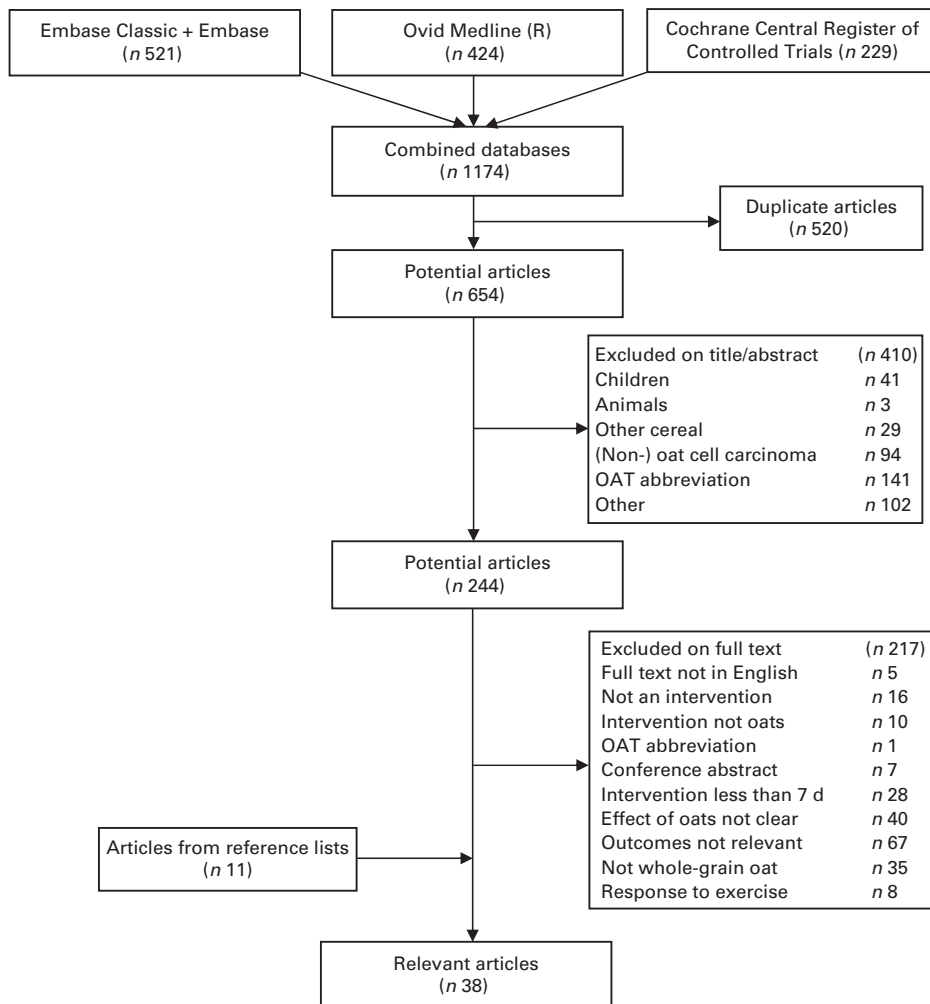 Embase Classic + Embase
(n 521)
Ovid Medline (R)
(n 424)
Cochrane Central Register of
Controlled Trials (n 229)
Combined databases
(n 1174)
Duplicate articles
(n 520)
Potential articles
(n 654)
Excluded on title/abstract (n 410)
Children n 41
Animals n 3
Other cereal n 29
(Non-) oat cell carcinoma n 94
OAT abbreviation n 141
Other n 102
Potential articles
(n 244)
Excluded on full text (n 217)
Full text not in English n 5
Not an intervention n 16
Intervention not oats n 10
OAT abbreviation n 1
Conference abstract n 7
Intervention less than 7 d n 28
Effect of oats not clear n 40
Outcomes not relevant n 67
Not whole-grain oat n 35
Response to exercise n 8
Articles from reference lists
(n 11)
Relevant articles
(n 38)